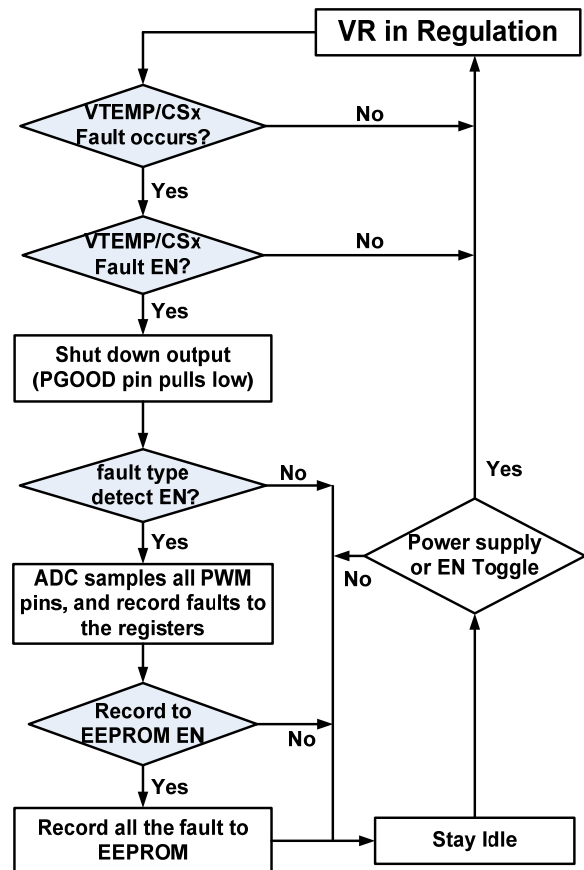 VR in Regulation
VTEMP/CSx
Fault occurs?
No
Yes
VTEMP/CSx
Fault EN?
No
Yes
Shut down output
(PGOOD pin pulls low)
fault type
detect EN?
No
Yes
Yes
Power supply
or EN Toggle
No
ADC samples all PWM
pins, and record faults to
the registers
Record to
EEPROM EN
No
Yes
Record all the fault to
EEPROM
Stay Idle